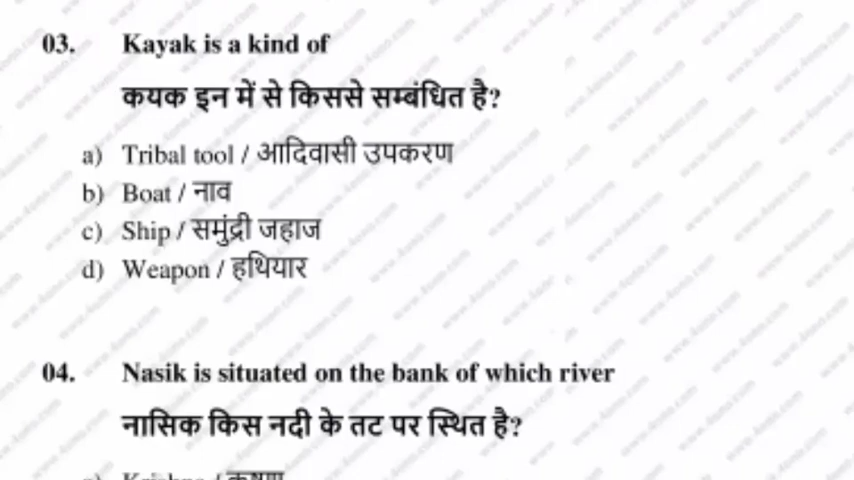 03. Kayak is a kind of
कयक इन में से किससे सम्बंधित है?
a) Tribal tool / आदिवासी उपकरण
b) Boat / नाव
c) Ship / समुंद्री जहाज
d) Weapon / हथियार
04. Nasik is situated on the bank of which river
नासिक किस नदी के तट पर स्थित है?